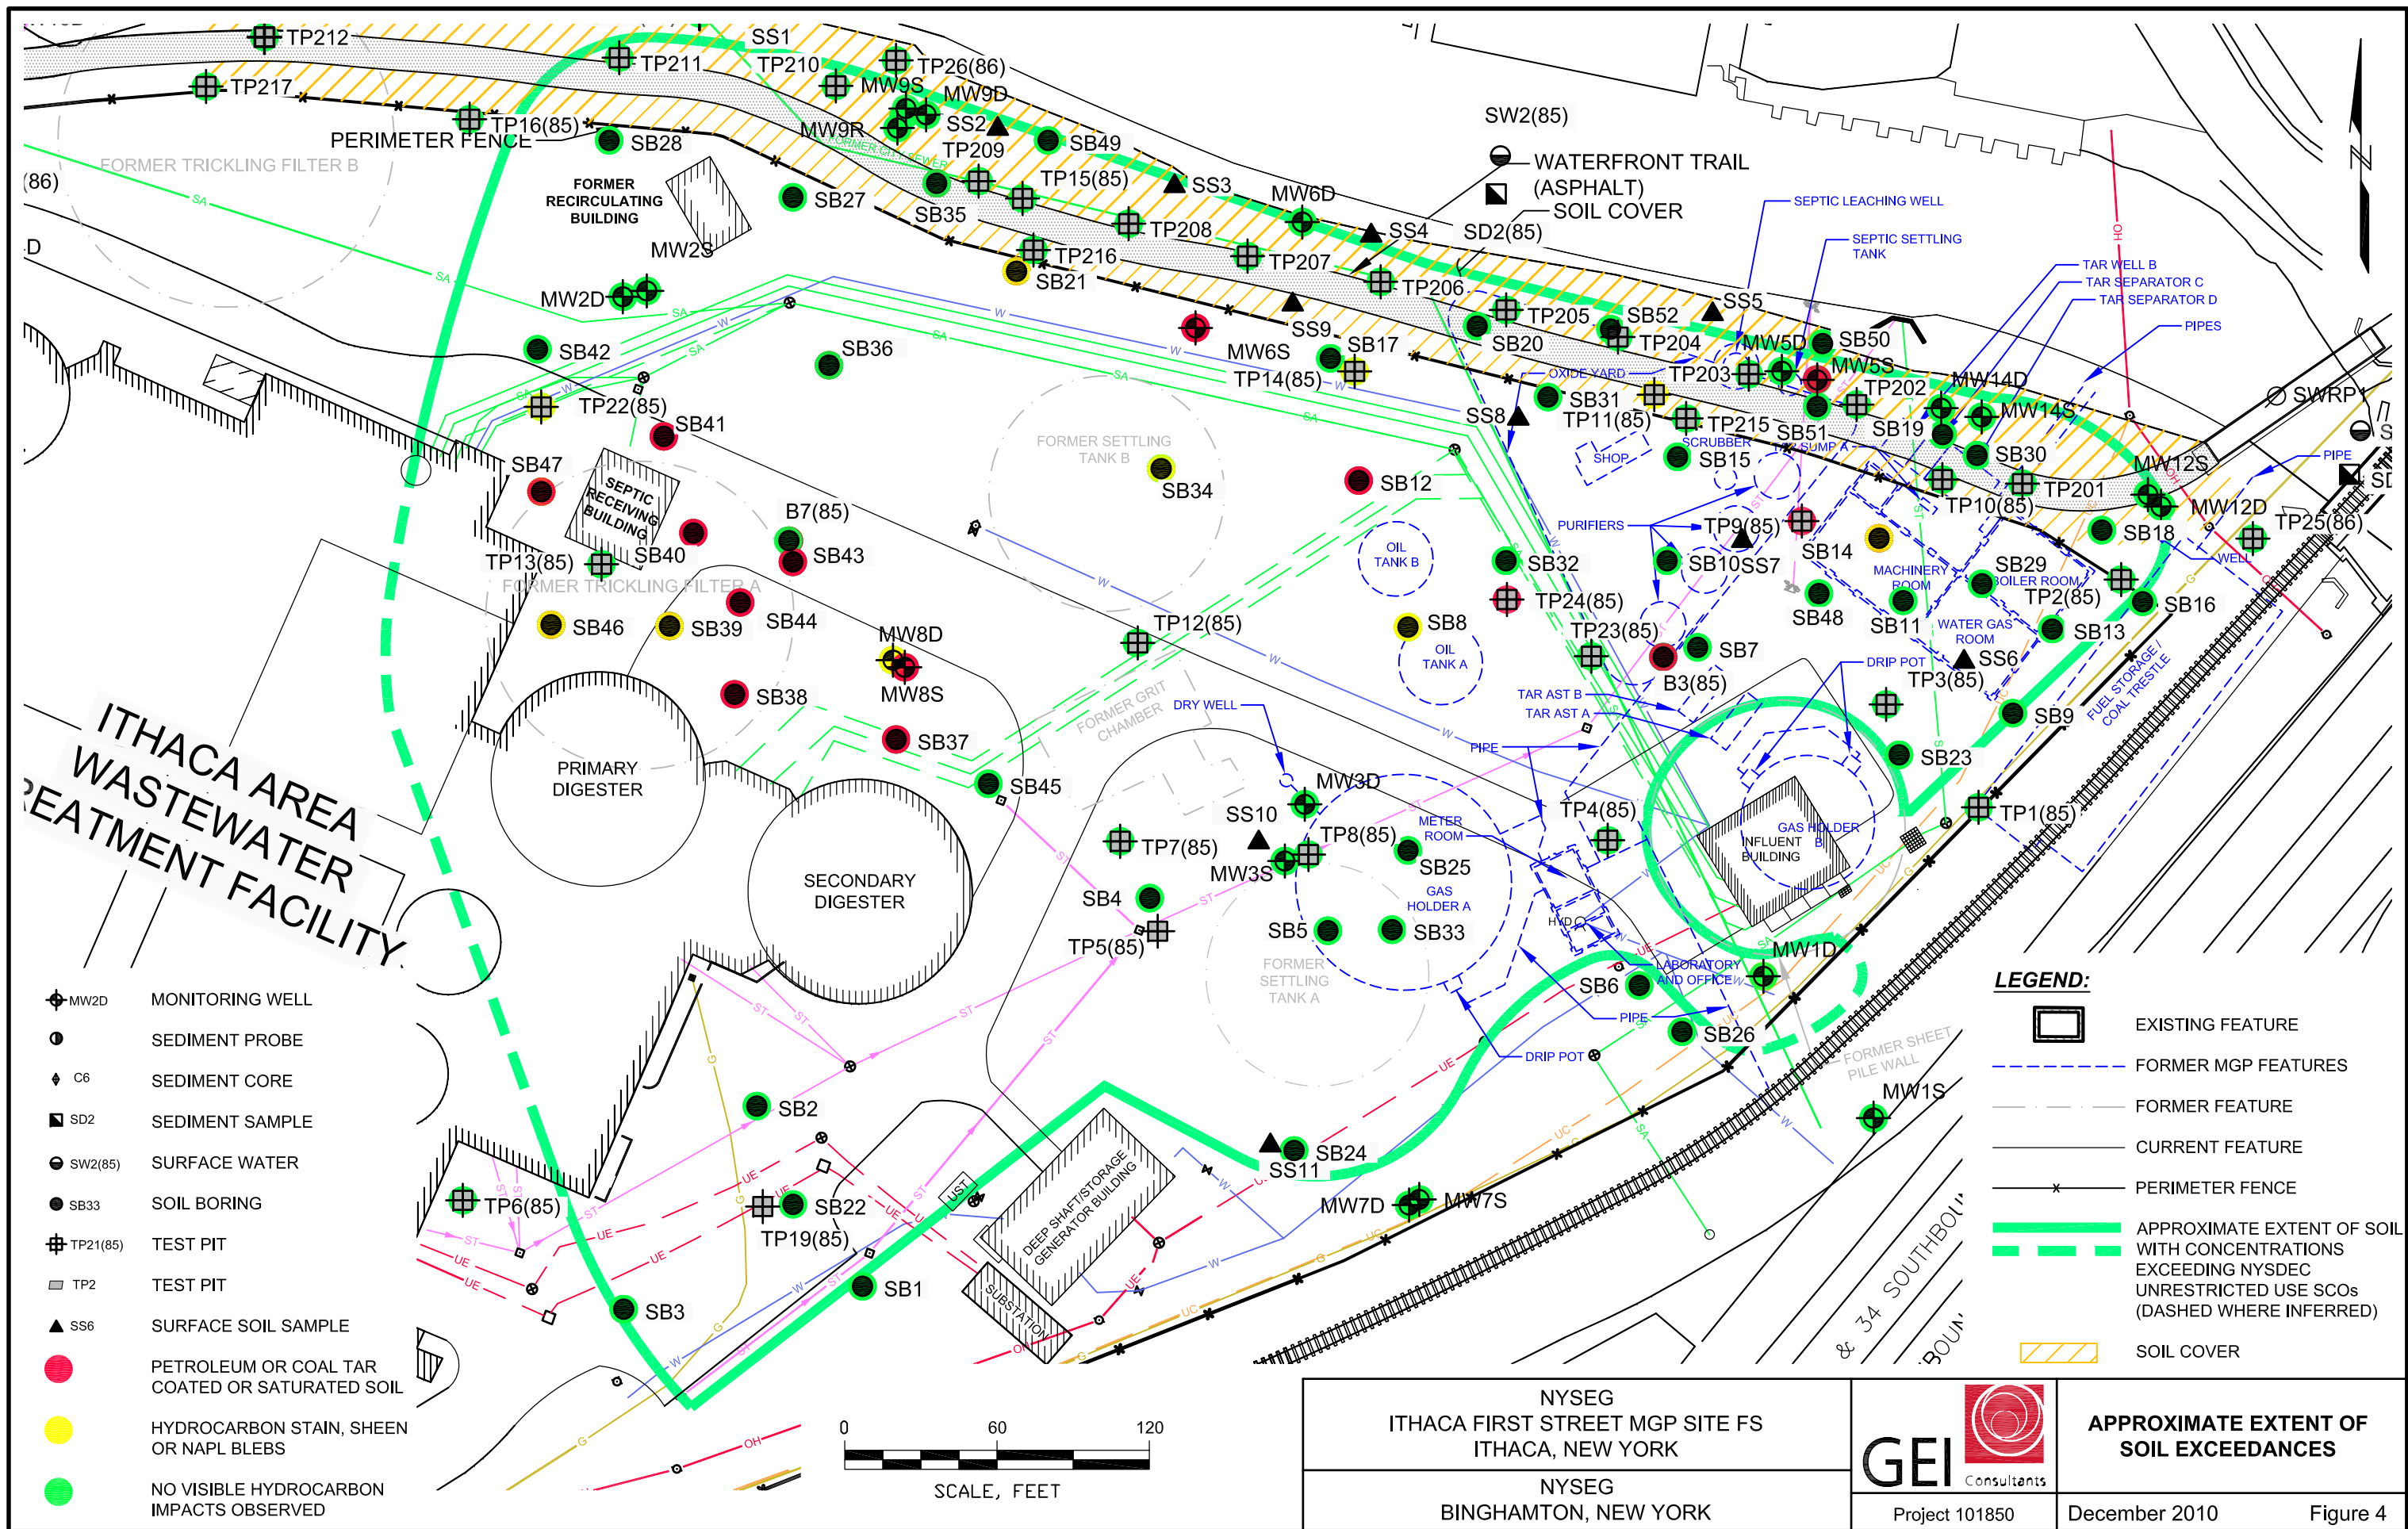 TP212
TP211
SS1
TP210
TP26(86)
TP217
MW9S
MW9D
TP16(85)
PERIMETER FENCE
SB28
MW9R
SS2
SB49
SW2(85)
FORMER CITY SEWER
TP209
FORMER TRICKLING FILTER B
(86)
FORMER
RECIRCULATING
BUILDING
SB27
SB35
TP15(85)
SS3
MW6D
WATERFRONT TRAIL
(ASPHALT)
SOIL COVER
SEPTIC LEACHING WELL
D
MW2S
TP216
TP208
SS4
SD2(85)
SEPTIC SETTLING
TANK
MW2D
SB21
TP207
TP206
TAR WELL B
TAR SEPARATOR C
TAR SEPARATOR D
PIPES
SS9
TP205
SB52
SS5
SB20
TP204
SB50
SB42
SB36
MW6S
SB17
MW5D
MW5S
TP14(85)
OXIDE YARD
TP203
TP202
MW14D
MW14S
SWRP1
TP22(85)
SB31
SS8
TP11(85)
TP215
SB51
SB19
SB41
FORMER SETTLING
TANK B
SHOP
SCRUBBER
TAR SUMP A
SB15
SB30
MW12S
PIPE
SB47
SEPTIC
RECEIVING
BUILDING
SB34
SB12
TP10(85)
TP201
MW12D
B7(85)
PURIFIERS
TP9(85)
SB14
SB18
TP25(86)
TP13(85)
SB40
SB43
OIL
TANK B
SB32
SB10
SS7
SB29
WELL
FORMER TRICKLING FILTER A
MACHINERY
ROOM
BOILER ROOM
TP2(85)
SB46
SB39
SB44
TP12(85)
SB8
TP24(85)
SB48
SB11
SB16
TP23(85)
WATER GAS
ROOM
SB13
MW8D
MW8S
OIL
TANK A
SB7
DRIP POT
SS6
B3(85)
TP3(85)
SB38
FORMER GRIT
CHAMBER
DRY WELL
TAR AST B
TAR AST A
SB9
FUEL STORAGE /
COAL TRESTLE
SB37
PIPE
SB23
ITHACA AREA
WASTEWATER
REATMENT FACILITY
PRIMARY
DIGESTER
SB45
MW3D
SS10
METER
ROOM
TP4(85)
TP1(85)
TP7(85)
TP8(85)
GAS HOLDER
B
INFLUENT
BUILDING
MW3S
SB25
SECONDARY
DIGESTER
SB4
GAS
HOLDER A
TP5(85)
SB5
SB33
HYD
MW1D
FORMER
SETTLING
TANK A
LABORATORY
AND OFFICE
SB6
PIPE
SB26
DRIP POT
FORMER SHEET
PILE WALL
MW1S
SB2
SS11
SB24
DEEP SHAFT/STORAGE
GENERATOR BUILDING
UST
MW7D
MW7S
TP6(85)
SB22
TP19(85)
SB1
SB3
SUBSTATION
& 34 SOUTHBOU
BOUN
MW2D MONITORING WELL
SEDIMENT PROBE
C6 SEDIMENT CORE
SD2 SEDIMENT SAMPLE
SW2(85) SURFACE WATER
SB33 SOIL BORING
TP21(85) TEST PIT
TP2 TEST PIT
SS6 SURFACE SOIL SAMPLE
PETROLEUM OR COAL TAR
COATED OR SATURATED SOIL
HYDROCARBON STAIN, SHEEN
OR NAPL BLEBS
NO VISIBLE HYDROCARBON
IMPACTS OBSERVED
LEGEND:
EXISTING FEATURE
FORMER MGP FEATURES
FORMER FEATURE
CURRENT FEATURE
PERIMETER FENCE
APPROXIMATE EXTENT OF SOIL
WITH CONCENTRATIONS
EXCEEDING NYSDEC
UNRESTRICTED USE SCOs
(DASHED WHERE INFERRED)
SOIL COVER
0 60 120
SCALE, FEET
NYSEG
ITHACA FIRST STREET MGP SITE FS
ITHACA, NEW YORK
NYSEG
BINGHAMTON, NEW YORK
GEI
Consultants
Project 101850
APPROXIMATE EXTENT OF
SOIL EXCEEDANCES
December 2010 Figure 4